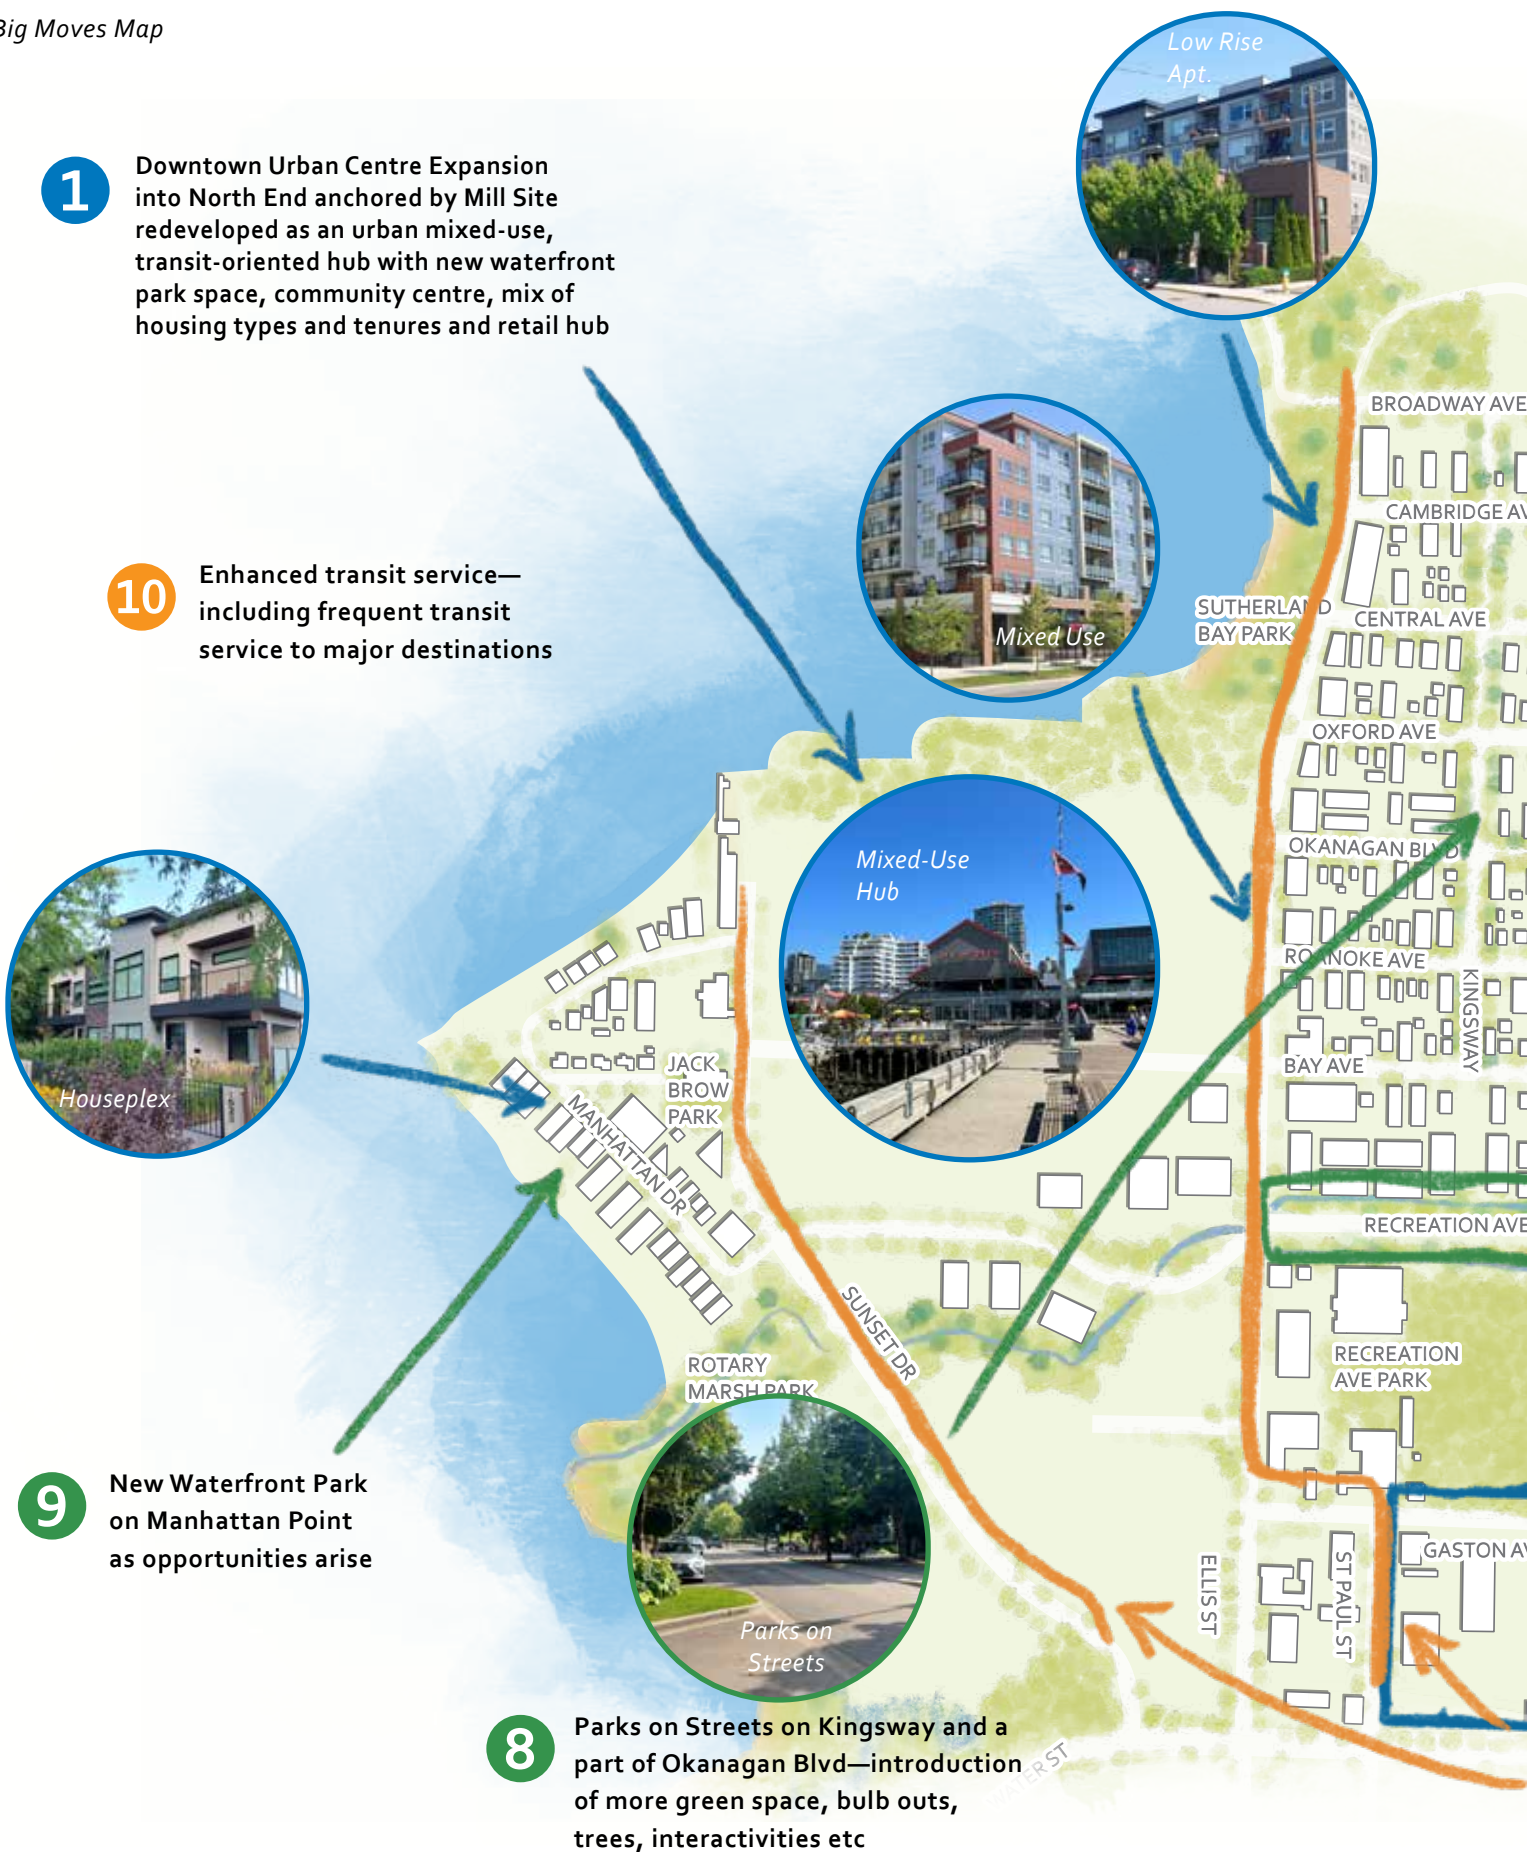 Big Moves Map
Low Rise
Apt.
1
Downtown Urban Centre Expansion
into North End anchored by Mill Site
redeveloped as an urban mixed-use,
transit-oriented hub with new waterfront
park space, community centre, mix of
housing types and tenures and retail hub
BROADWAY AVE
CAMBRIDGE AV
10
Enhanced transit service—
including frequent transit
service to major destinations
Mixed Use
SUTHERLAND
BAY PARK
CENTRAL AVE
OXFORD AVE
OKANAGAN BLVD
Mixed-Use
Hub
ROANOKE AVE
KINGSWAY
BAY AVE
Houseplex
JACK
BROW
PARK
MANHATTAN DR
RECREATION AVE
SUNSET DR
RECREATION
AVE PARK
ROTARY
MARSH PARK
9
New Waterfront Park
on Manhattan Point
as opportunities arise
GASTON AV
ELLIS ST
ST PAUL ST
Parks on
Streets
8
Parks on Streets on Kingsway and a
part of Okanagan Blvd—introduction
of more green space, bulb outs,
trees, interactivities etc
WATER ST